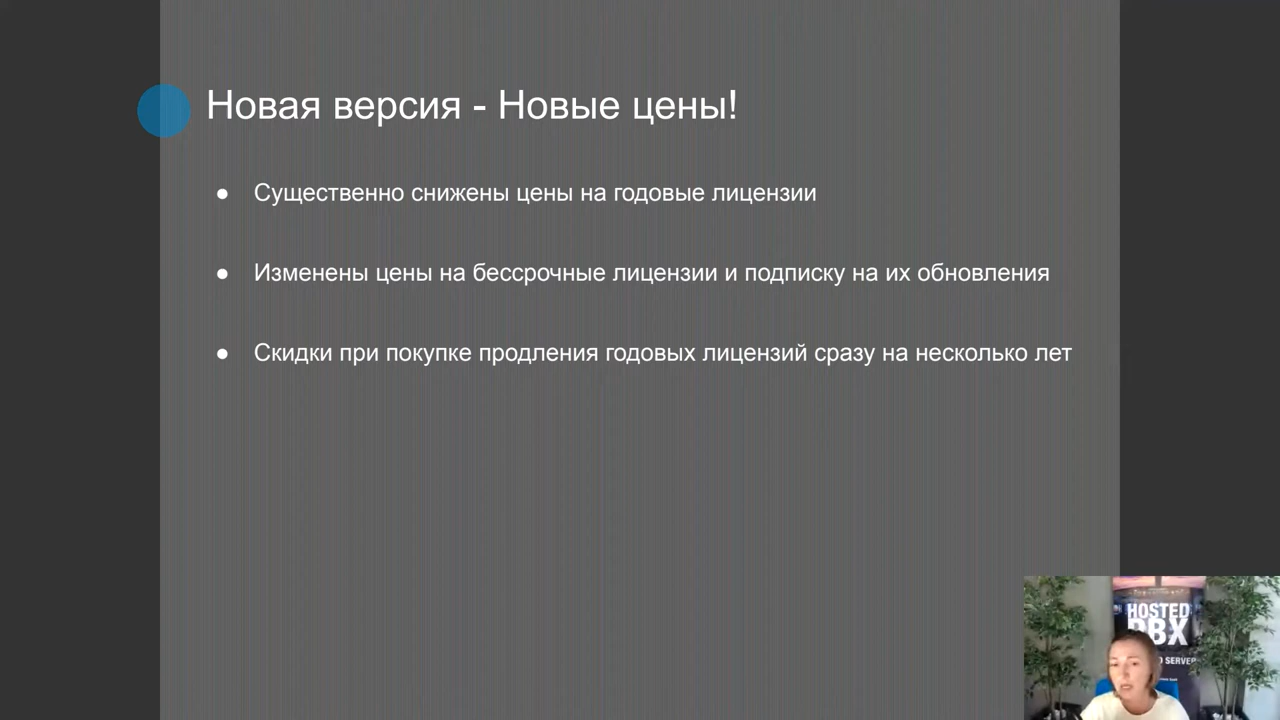 Новая версия - Новые цены!
● Существенно снижены цены на годовые лицензии
● Изменены цены на бессрочные лицензии и подписку на их обновления
● Скидки при покупке продления годовых лицензий сразу на несколько лет
HOSTED
PBX
SERVER